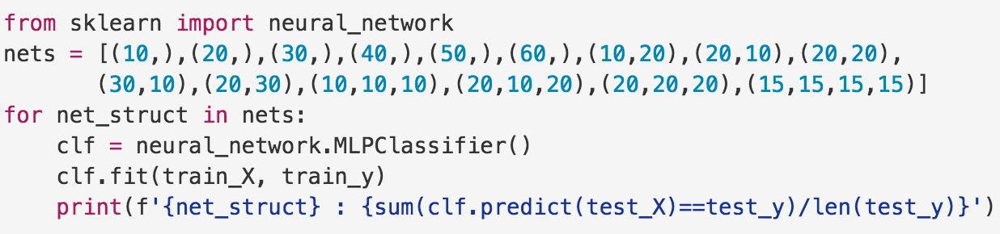 from sklearn import neural_network
nets = [(10,),(20,),(30,),(40,),(50,),(60,),(10,20),(20,10),(20,20),
       (30,10),(20,30),(10,10,10),(20,10,20),(20,20,20),(15,15,15,15)]
for net_struct in nets:
    clf = neural_network.MLPClassifier()
    clf.fit(train_X, train_y)
    print(f'{net_struct} : {sum(clf.predict(test_X)==test_y)/len(test_y)}')